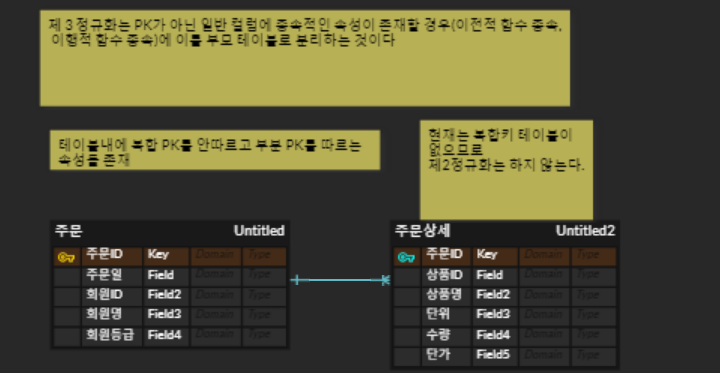 제 3 정규화는 PK가 아닌 일반 컬럼에 종속적인 속성이 존재할 경우(이전적 함수 종속,
이행적 함수 종속)에 이를 부모 테이블로 분리하는 것이다
테이블내에 복합 PK를 안따르고 부분 PK를 따르는
속성들 존재
현재는 복합키 테이블이
없으므로
제2정규화는 하지 않는다.
주문 Untitled
주문ID Key Domain Type
주문일 Field Domain Type
회원ID Field2 Domain Type
회원명 Field3 Domain Type
회원등급 Field4 Domain Type
주문상세 Untitled2
주문ID Key Domain Type
상품ID Field Domain Type
상품명 Field2 Domain Type
단위 Field3 Domain Type
수량 Field4 Domain Type
단가 Field5 Domain Type